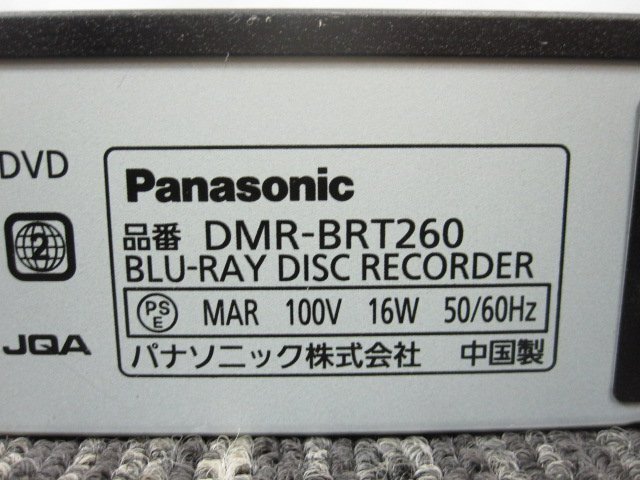 DVD
Panasonic
品番 DMR-BRT260
BLU-RAY DISC RECORDER
2
PS E MAR 100V 16W 50/60Hz
JQA
パナソニック株式会社 中国製